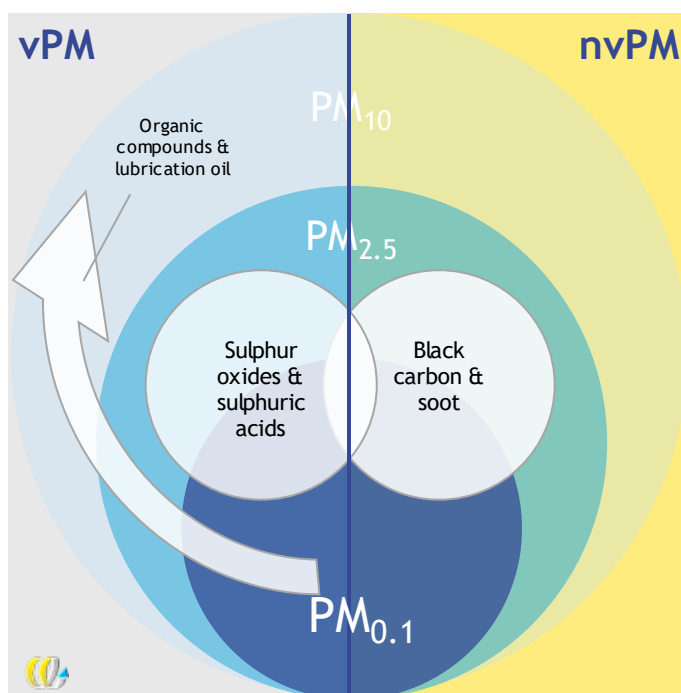 vPM
nvPM
PM10
Organic
compounds &
lubrication oil
PM2.5
Sulphur
oxides &
sulphuric
acids
Black
carbon &
soot
PM0.1